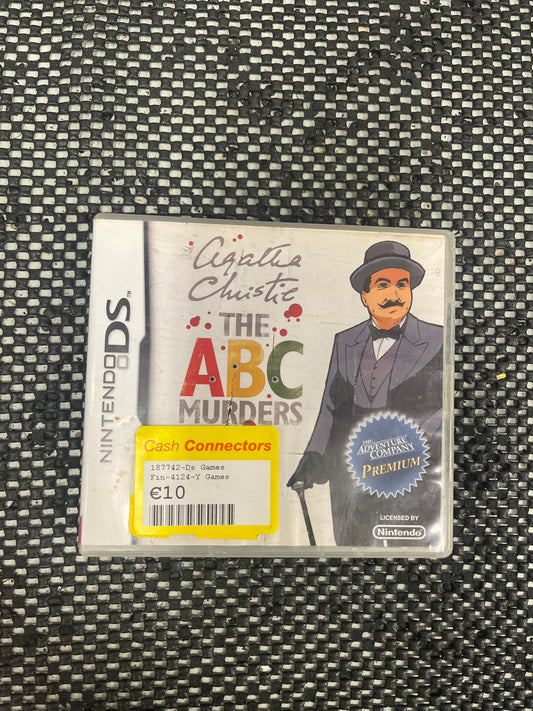 NINTENDO DS™
Agatha
Christie
THE
ABC
MURDERS
Cash Connectors
187742-Ds Games
Fin-4124-Y Games
€10
THE
ADVENTURE
COMPANY
PREMIUM
LICENSED BY
Nintendo